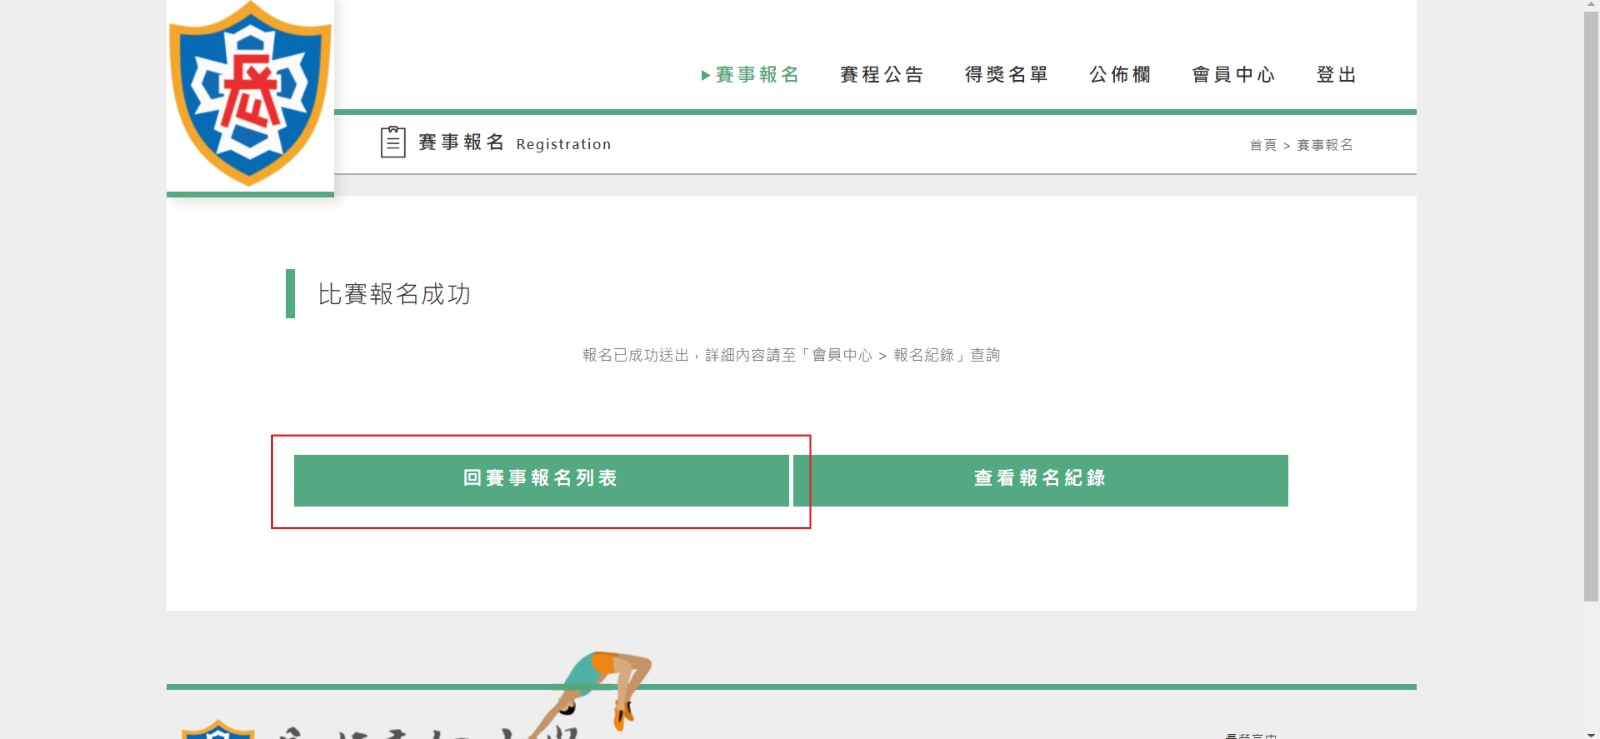 賽事報名
賽程公告
得獎名單
公佈欄
會員中心
登出
賽事報名 Registration
首頁 > 賽事報名
比賽報名成功
報名已成功送出，詳細內容請至「會員中心 > 報名紀錄」查詢
回賽事報名列表
查看報名紀錄